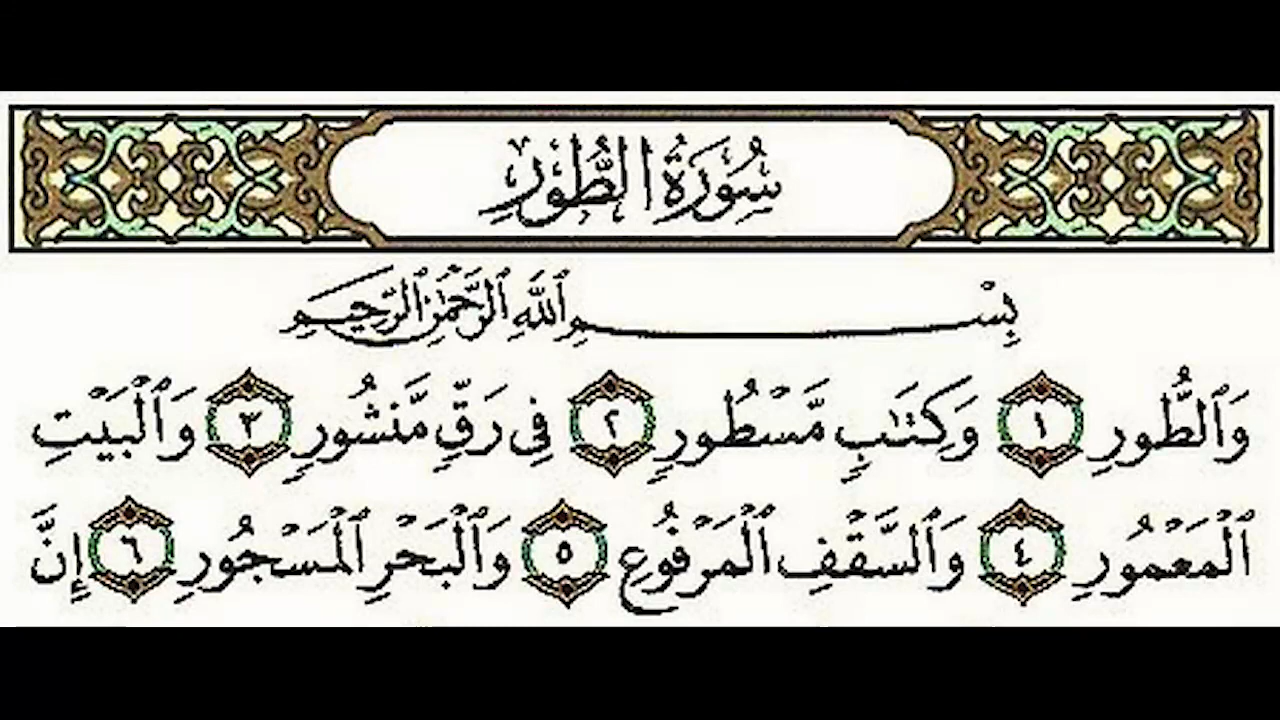 سُورَةُ الطُّورِ
بِسْمِ ٱللَّهِ ٱلرَّحْمَٰنِ ٱلرَّحِيمِ
وَٱلطُّورِ ١ وَكِتَٰبٍ مَّسْطُورٍ ٢ فِى رَقٍّ مَّنشُورٍ ٣ وَٱلْبَيْتِ
ٱلْمَعْمُورِ ٤ وَٱلسَّقْفِ ٱلْمَرْفُوعِ ٥ وَٱلْبَحْرِ ٱلْمَسْجُورِ ٦ إِنَّ